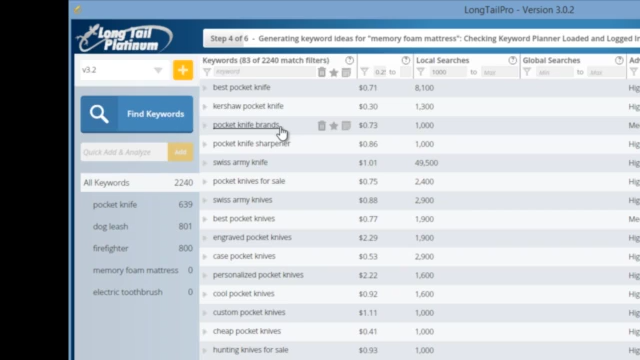 LongTailPro - Version 3.0.2
Long Tail Platinum
Step 4 of 6 - Generating keyword ideas for "memory foam mattress": Checking Keyword Planner Loaded and Logged In
v3.2
Find Keywords
Quick Add & Analyze Add
All Keywords 2240
pocket knife 639
dog leash 801
firefighter 800
memory foam mattress 0
electric toothbrush 0
Keywords (83 of 2240 match filters) Local Searches Global Searches
keyword 0.25 to 1000 to Max Min to Max
best pocket knife $0.71 8,100
kershaw pocket knife $0.30 1,300
pocket knife brands $0.73 1,000
pocket knife sharpener $0.86 1,000
swiss army knife $1.01 49,500
pocket knives for sale $0.75 2,400
swiss army knives $0.88 2,900
best pocket knives $0.77 1,900
engraved pocket knives $2.29 1,900
case pocket knives $0.53 2,900
personalized pocket knives $2.22 1,600
cool pocket knives $0.92 1,600
custom pocket knives $1.11 1,000
cheap pocket knives $0.41 1,000
hunting knives for sale $0.93 1,000